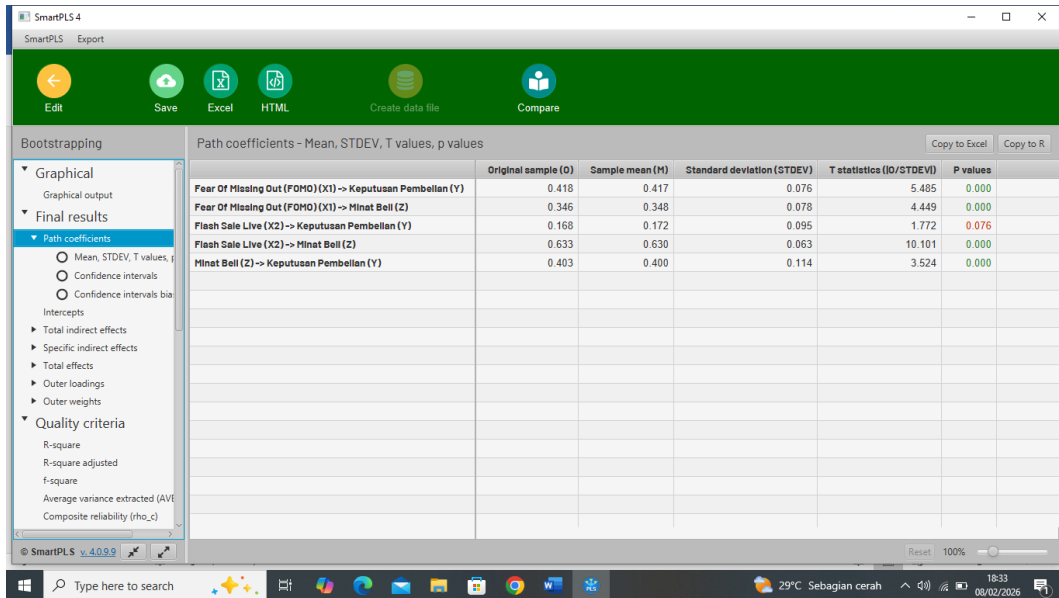 SmartPLS 4
SmartPLS Export
Edit Save Excel HTML Create data file Compare
Bootstrapping
Graphical
Graphical output
Final results
Path coefficients
Mean, STDEV, T values, p
Confidence intervals
Confidence intervals bia
Intercepts
Total indirect effects
Specific indirect effects
Total effects
Outer loadings
Outer weights
Quality criteria
R-square
R-square adjusted
f-square
Average variance extracted (AVE
Composite reliability (rho_c)
© SmartPLS v. 4.0.9.9
Path coefficients - Mean, STDEV, T values, p values Copy to Excel Copy to R
Original sample (O) Sample mean (M) Standard deviation (STDEV) T statistics (|O/STDEV|) P values
Fear Of Missing Out (FOMO) (X1) -> Keputusan Pembelian (Y) 0.418 0.417 0.076 5.485 0.000
Fear Of Missing Out (FOMO) (X1) -> Minat Beli (Z) 0.346 0.348 0.078 4.449 0.000
Flash Sale Live (X2) -> Keputusan Pembelian (Y) 0.168 0.172 0.095 1.772 0.076
Flash Sale Live (X2) -> Minat Beli (Z) 0.633 0.630 0.063 10.101 0.000
Minat Beli (Z) -> Keputusan Pembelian (Y) 0.403 0.400 0.114 3.524 0.000
Reset 100%
Type here to search 29°C Sebagian cerah 18:33
08/02/2026